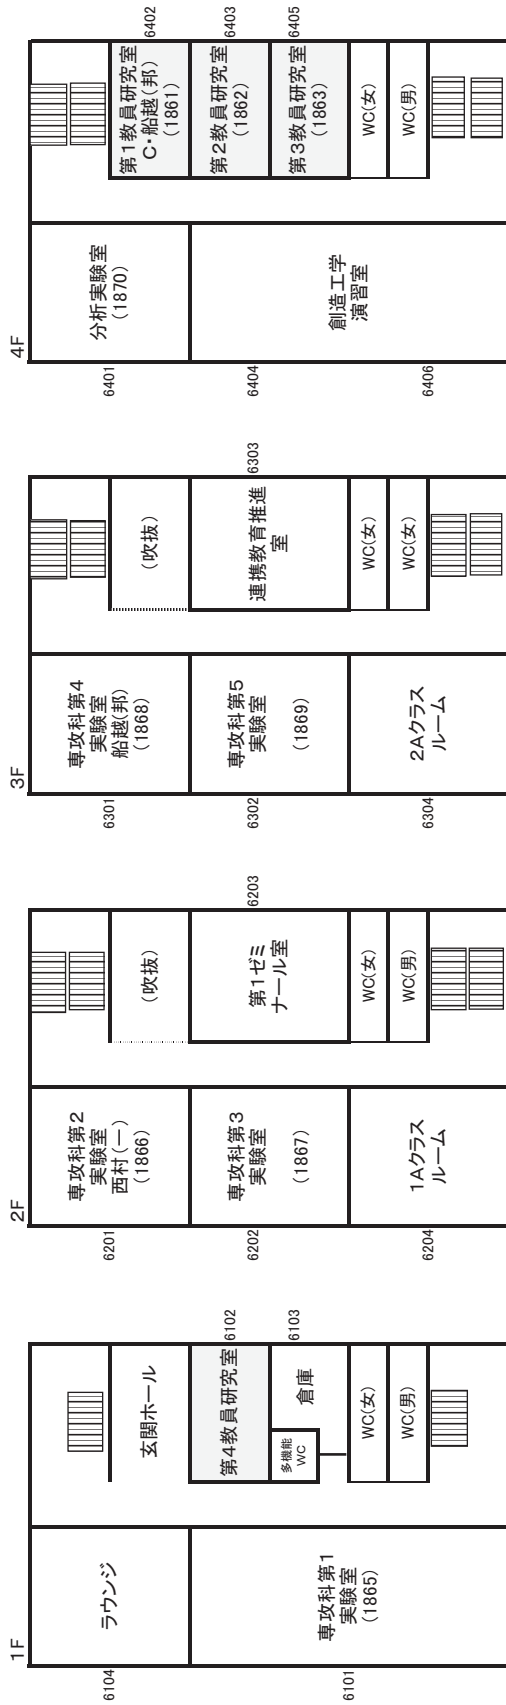 1F
6104
6101
ラウンジ
専攻科第1
実験室
(1865)
玄関ホール
第4教員研究室
倉庫
多機能
WC
WC(女)
WC(男)
6102
6103
2F
6201
6202
6204
専攻科第2
実験室
西村(一)
(1866)
専攻科第3
実験室
(1867)
1Aクラス
ルーム
(吹抜)
第1ゼミ
ナール室
WC(女)
WC(男)
6203
3F
6301
6302
6304
専攻科第4
実験室
船越(邦)
(1868)
専攻科第5
実験室
(1869)
2Aクラス
ルーム
(吹抜)
連携教育推進
室
WC(女)
WC(女)
6303
4F
6401
6404
6406
分析実験室
(1870)
創造工学
演習室
第1教員研究室
C・船越(邦)
(1861)
第2教員研究室
(1862)
第3教員研究室
(1863)
WC(女)
WC(男)
6402
6403
6405